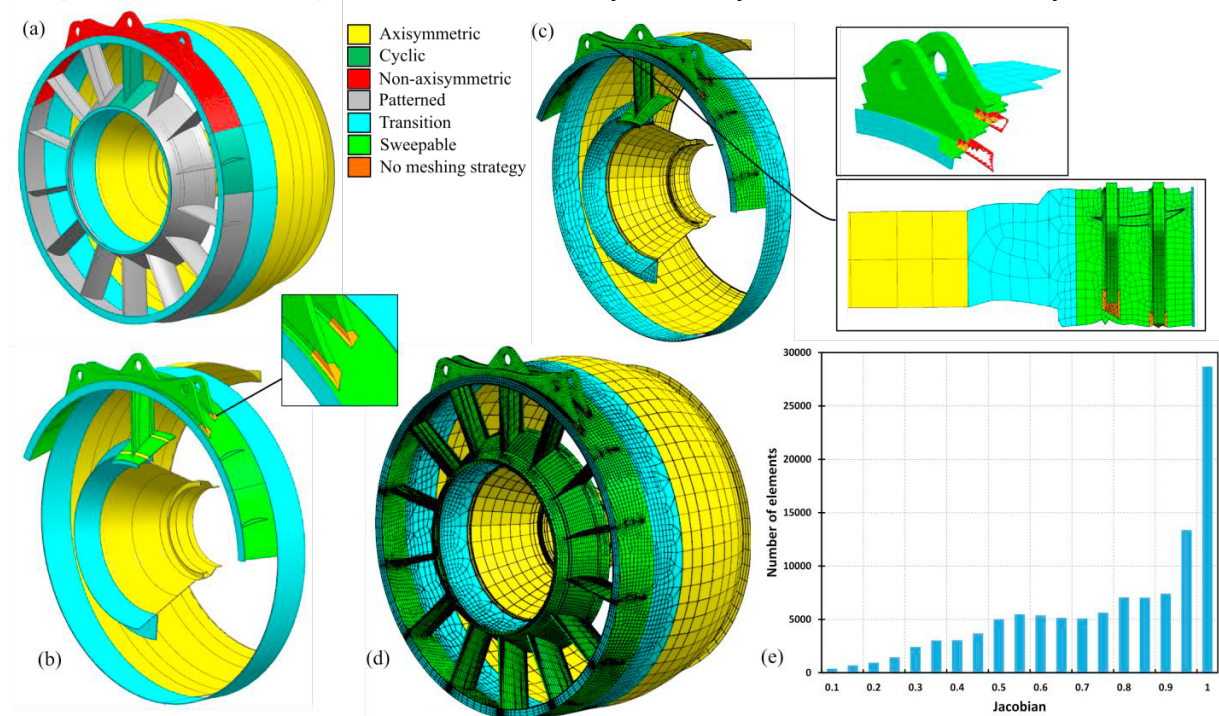 (a)
Axisymmetric
Cyclic
Non-axisymmetric
Patterned
Transition
Sweepable
No meshing strategy
(c)
(b)
(d)
30000
25000
20000
15000
10000
5000
0
Number of elements
0.1
0.2
0.3
0.4
0.5
0.6
0.7
0.8
0.9
1
Jacobian
(e)